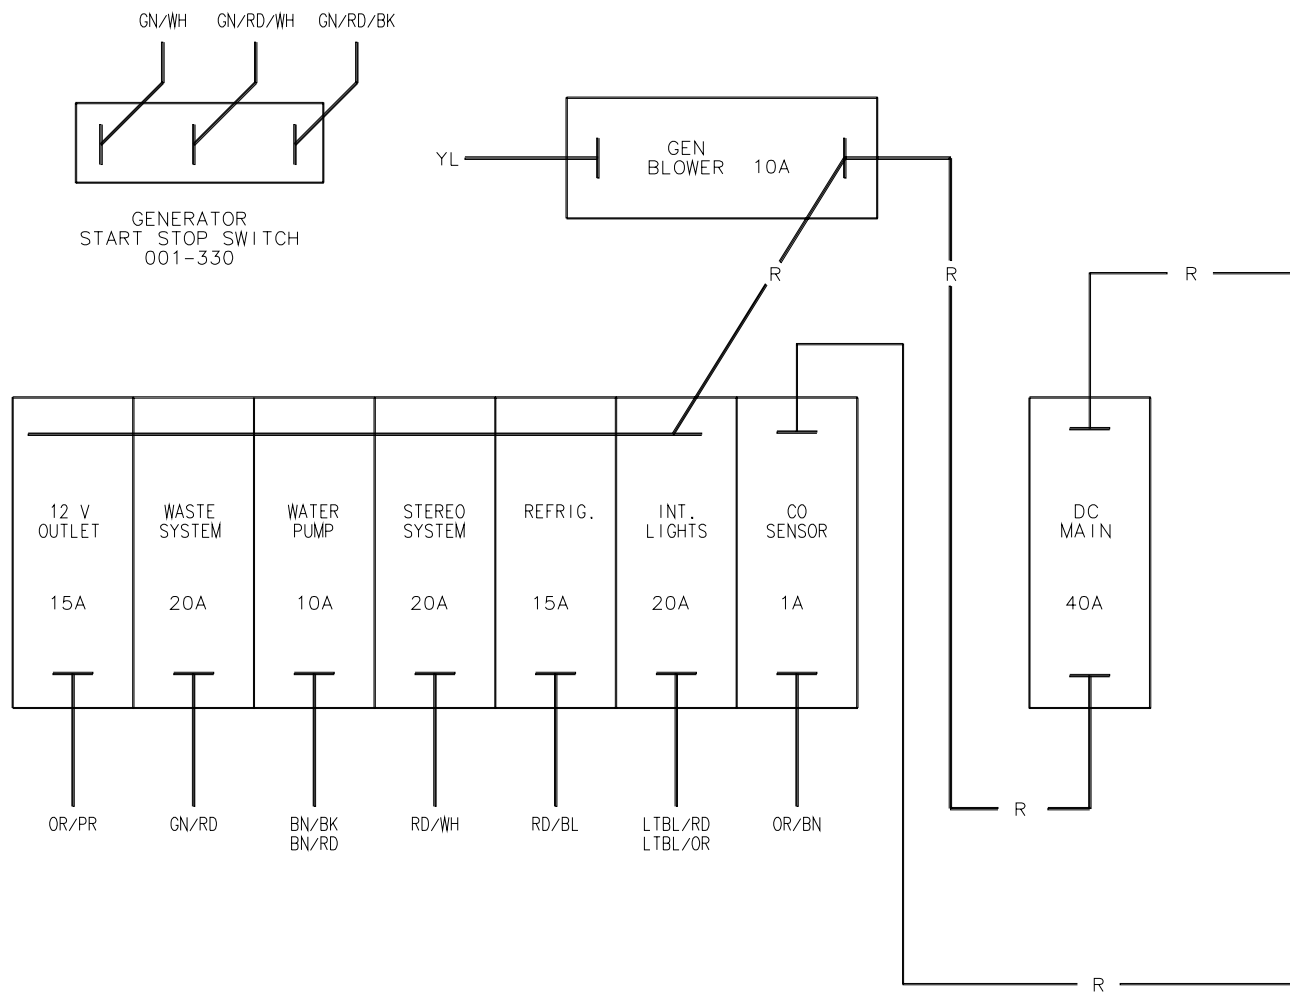 GN/WH GN/RD/WH GN/RD/BK
GENERATOR
START STOP SWITCH
001-330
YL
GEN
BLOWER 10A
R
R
R
12 V
OUTLET
15A
WASTE
SYSTEM
20A
WATER
PUMP
10A
STEREO
SYSTEM
20A
REFRIG.
15A
INT.
LIGHTS
20A
CO
SENSOR
1A
DC
MAIN
40A
OR/PR
GN/RD
BN/BK
BN/RD
RD/WH
RD/BL
LTBL/RD
LTBL/OR
OR/BN
R
R